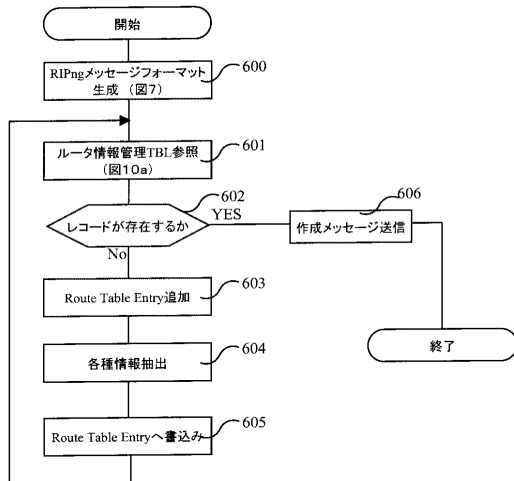 開始
RIPngメッセージフォーマット
生成 (図7)
600
ルータ情報管理TBL参照
(図10a)
601
602
レコードが存在するか
YES
No
606
作成メッセージ送信
Route Table Entry追加
603
終了
各種情報抽出
604
Route Table Entryへ書込み
605